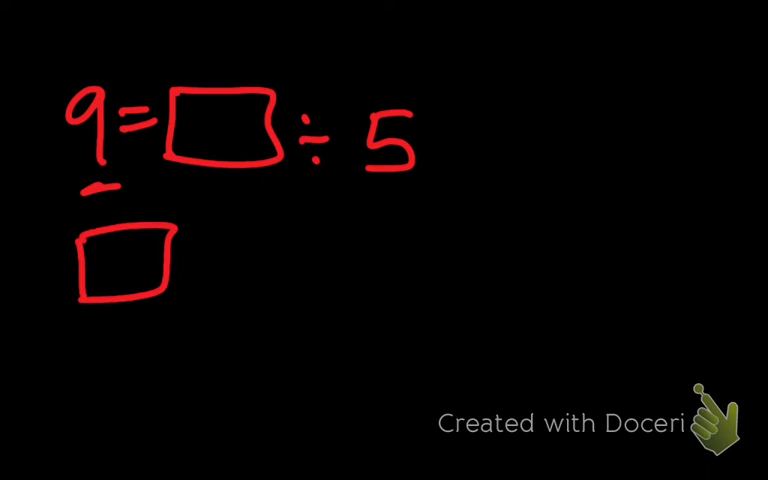 9 = □ ÷ 5
-
□
Created with Doceri